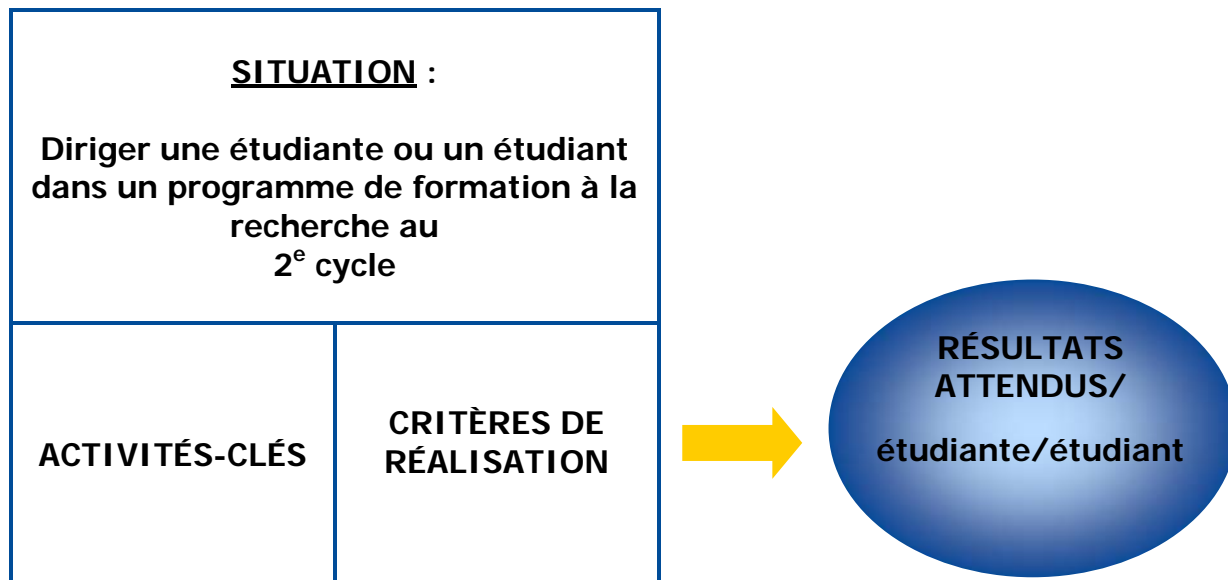 SITUATION :
Diriger une étudiante ou un étudiant
dans un programme de formation à la
recherche au
2e cycle
ACTIVITÉS-CLÉS
CRITÈRES DE
RÉALISATION
RÉSULTATS
ATTENDUS/
étudiante/étudiant